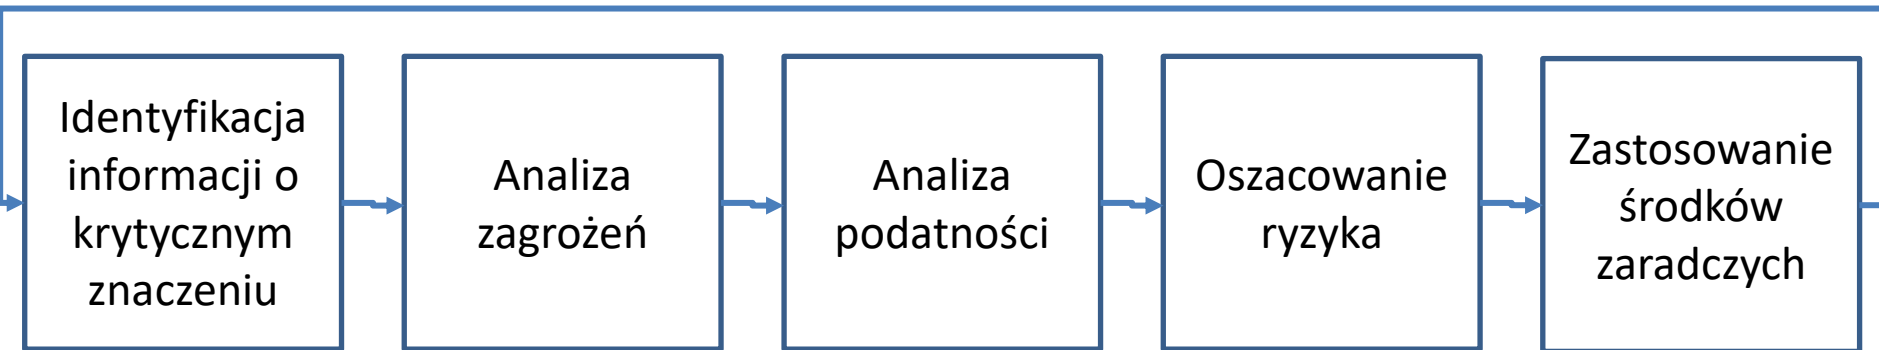 Identyfikacja
informacji o
krytycznym
znaczeniu
Analiza
zagrożeń
Analiza
podatności
Oszacowanie
ryzyka
Zastosowanie
środków
zaradczych